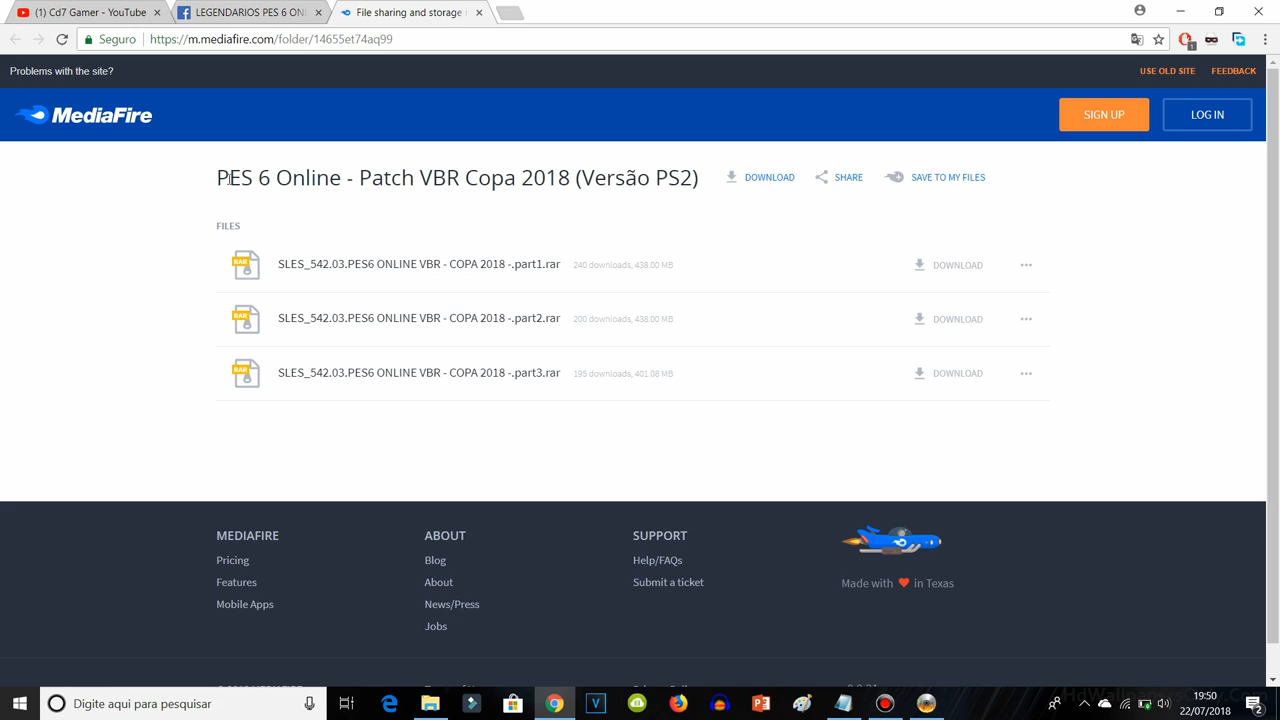 (1) Cd7 Gamer - YouTube
LEGENDARIOS PES 6 ONL
File sharing and storage
Seguro
https://m.mediafire.com/folder/14655et74aq99
1
Problems with the site?
USE OLD SITE
FEEDBACK
MediaFire
SIGN UP
LOG IN
PES 6 Online - Patch VBR Copa 2018 (Versão PS2)
DOWNLOAD
SHARE
SAVE TO MY FILES
FILES
RAR
SLES_542.03.PES6 ONLINE VBR - COPA 2018 -.part1.rar
240 downloads, 438.00 MB
DOWNLOAD
RAR
SLES_542.03.PES6 ONLINE VBR - COPA 2018 -.part2.rar
200 downloads, 438.00 MB
DOWNLOAD
RAR
SLES_542.03.PES6 ONLINE VBR - COPA 2018 -.part3.rar
195 downloads, 401.08 MB
DOWNLOAD
MEDIAFIRE
Pricing
Features
Mobile Apps
ABOUT
Blog
About
News/Press
Jobs
SUPPORT
Help/FAQs
Submit a ticket
Made with ❤ in Texas
Digite aqui para pesquisar
19:50
22/07/2018
2